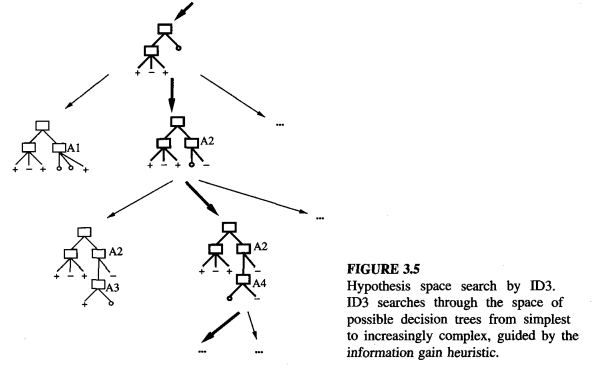 + − +
...
A1
+ − +
+
A2
+ − +
−
...
A2
+ − +
−
A3
+
A2
+ − +
−
A4
−
...
...
FIGURE 3.5
Hypothesis space search by ID3.
ID3 searches through the space of
possible decision trees from simplest
to increasingly complex, guided by the
information gain heuristic.